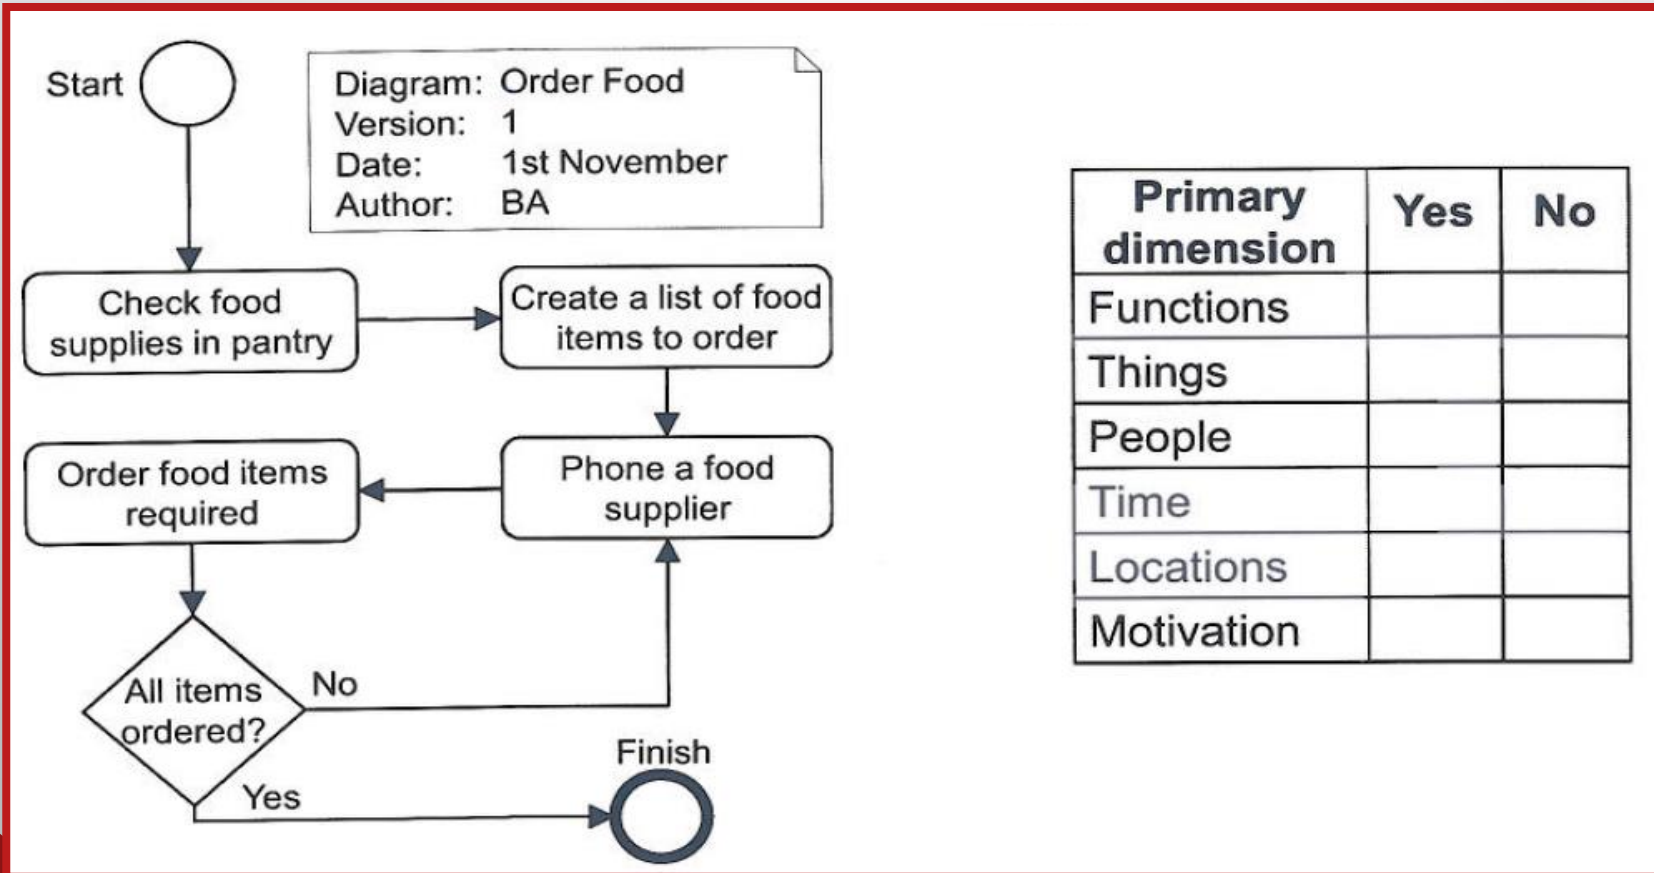 Start
Diagram: Order Food
Version: 1
Date: 1st November
Author: BA
Check food
supplies in pantry
Create a list of food
items to order
Phone a food
supplier
Order food items
required
All items
ordered?
No
Yes
Finish
Primary
dimension
Yes
No
Functions
Things
People
Time
Locations
Motivation